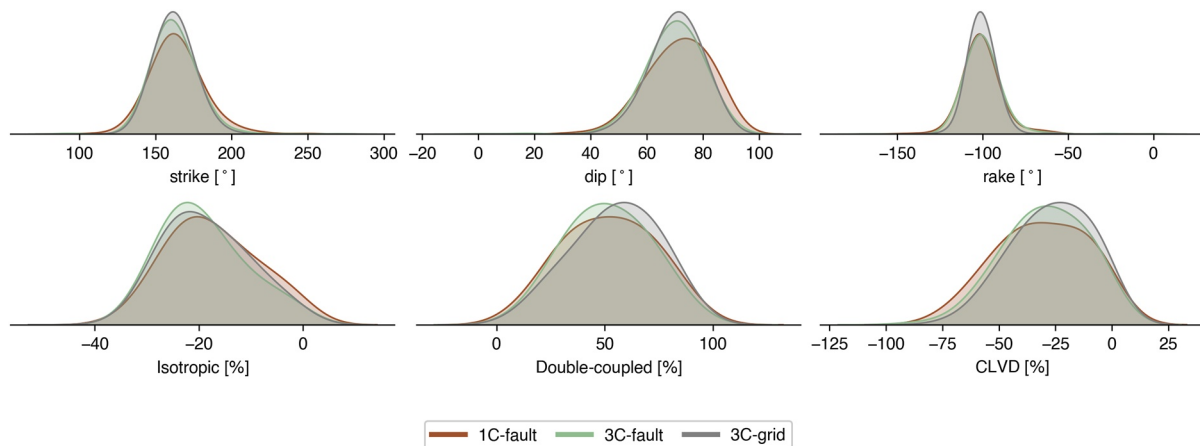 100 150 200 250 300
strike [°]
−20 0 20 40 60 80 100
dip [°]
−150 −100 −50 0
rake [°]
−40 −20 0
Isotropic [%]
0 50 100
Double-coupled [%]
−125 −100 −75 −50 −25 0 25
CLVD [%]
1C-fault 3C-fault 3C-grid